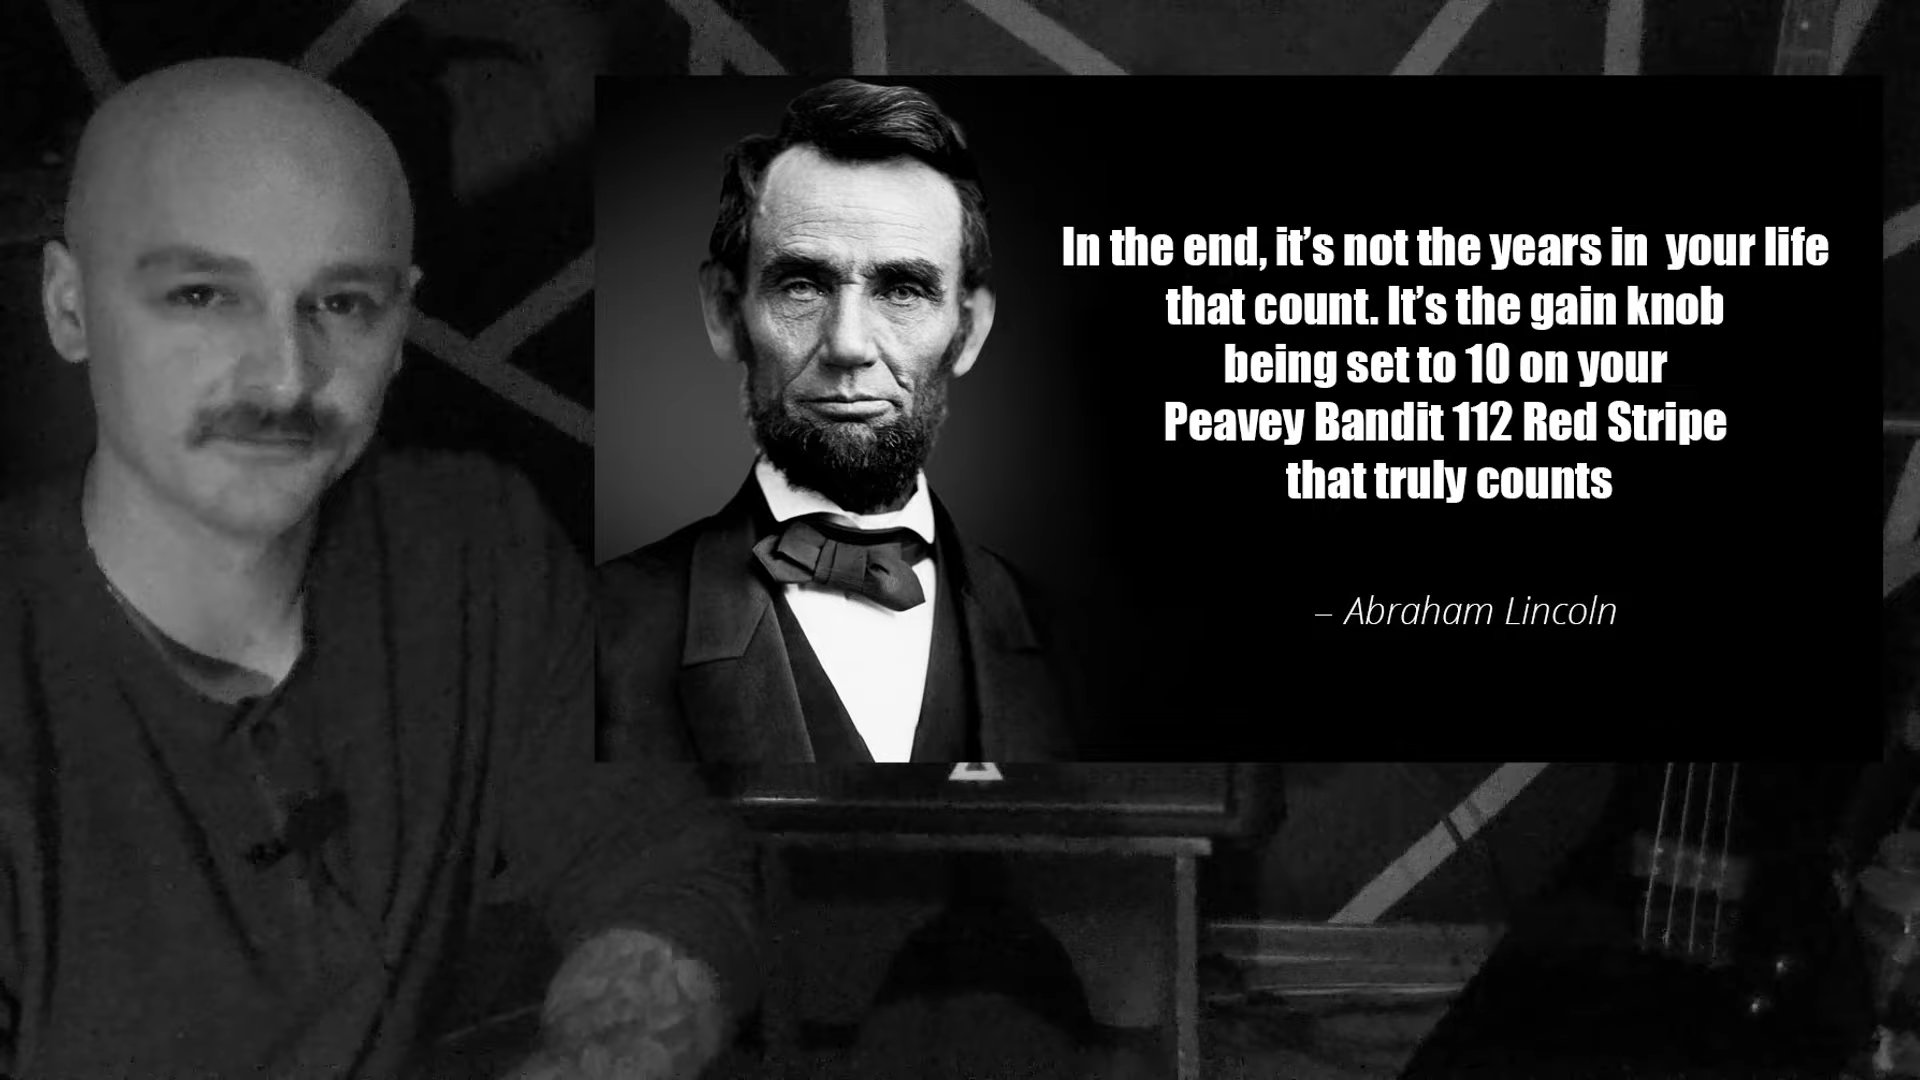 In the end, it's not the years in  your life
that count. It's the gain knob
being set to 10 on your
Peavey Bandit 112 Red Stripe
that truly counts
– Abraham Lincoln